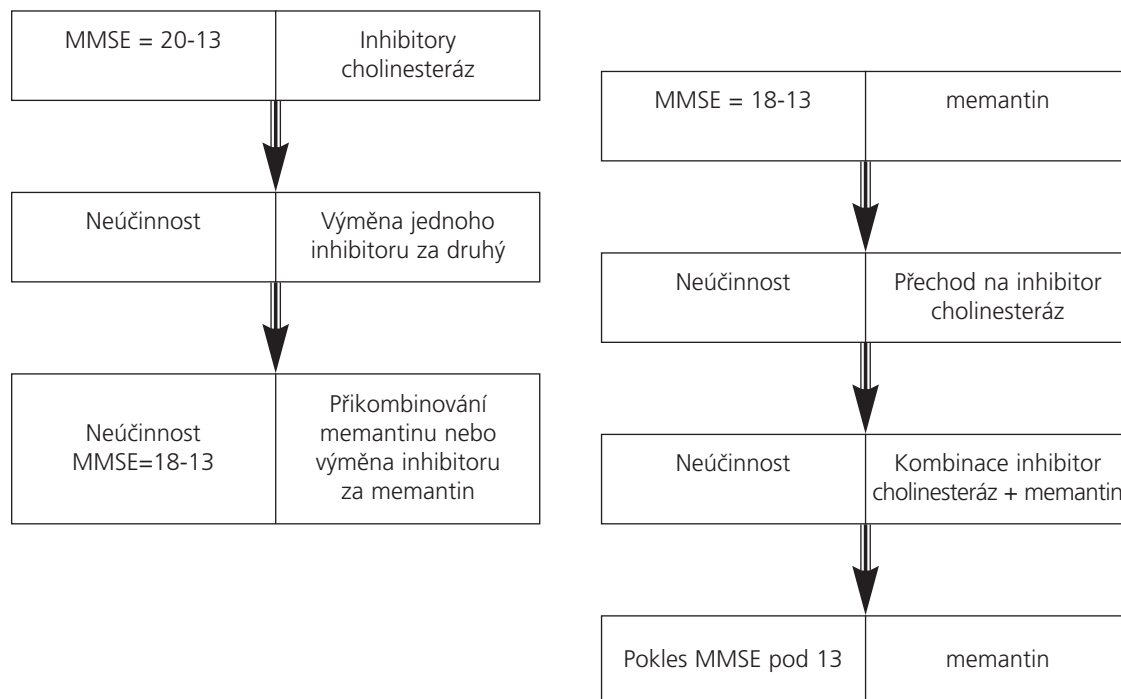 MMSE = 20-13
Inhibitory
cholinesteráz
Neúčinnost
Výměna jednoho
inhibitoru za druhý
Neúčinnost
MMSE=18-13
Přikombinování
memantinu nebo
výměna inhibitoru
za memantin
MMSE = 18-13
memantin
Neúčinnost
Přechod na inhibitor
cholinesteráz
Neúčinnost
Kombinace inhibitor
cholinesteráz + memantin
Pokles MMSE pod 13
memantin